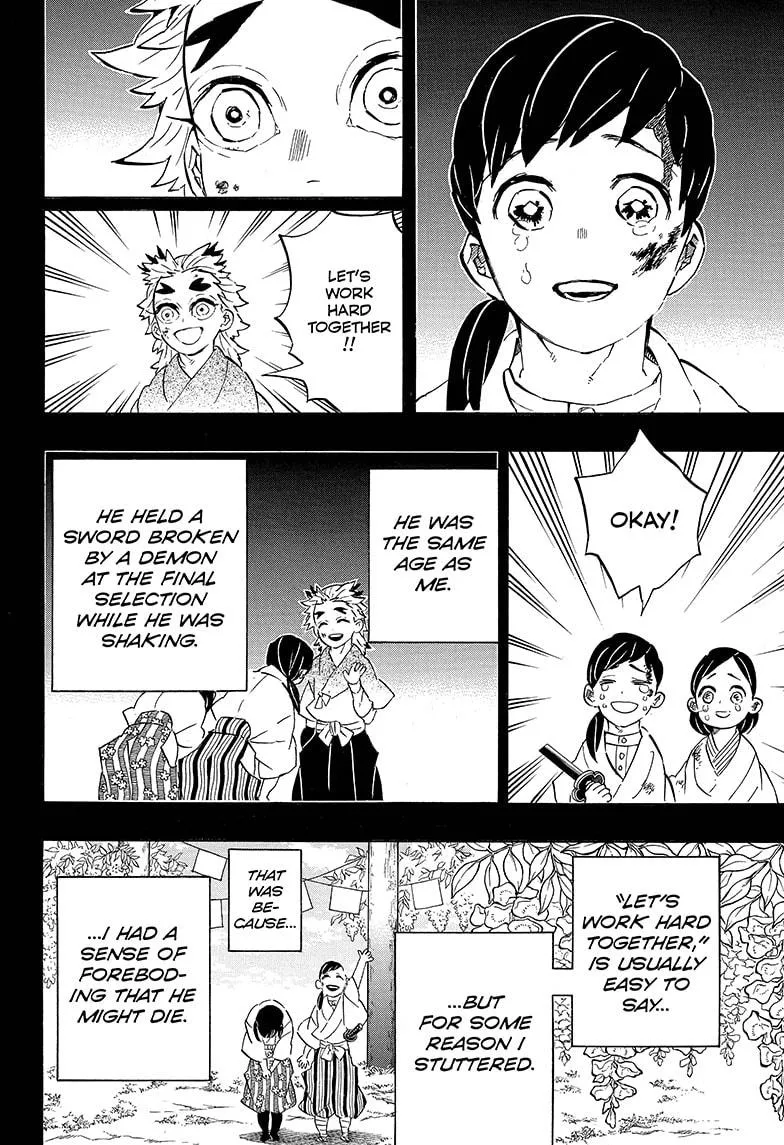 LET'S
WORK
HARD
TOGETHER
!!
OKAY!
HE WAS
THE SAME
AGE AS
ME.
HE HELD A
SWORD BROKEN
BY A DEMON
AT THE FINAL
SELECTION
WHILE HE WAS
SHAKING.
"LET'S
WORK HARD
TOGETHER,"
IS USUALLY
EASY TO
SAY...
...BUT
FOR SOME
REASON I
STUTTERED.
THAT
WAS
BE-
CAUSE...
...I HAD A
SENSE OF
FOREBOD-
ING THAT HE
MIGHT DIE.